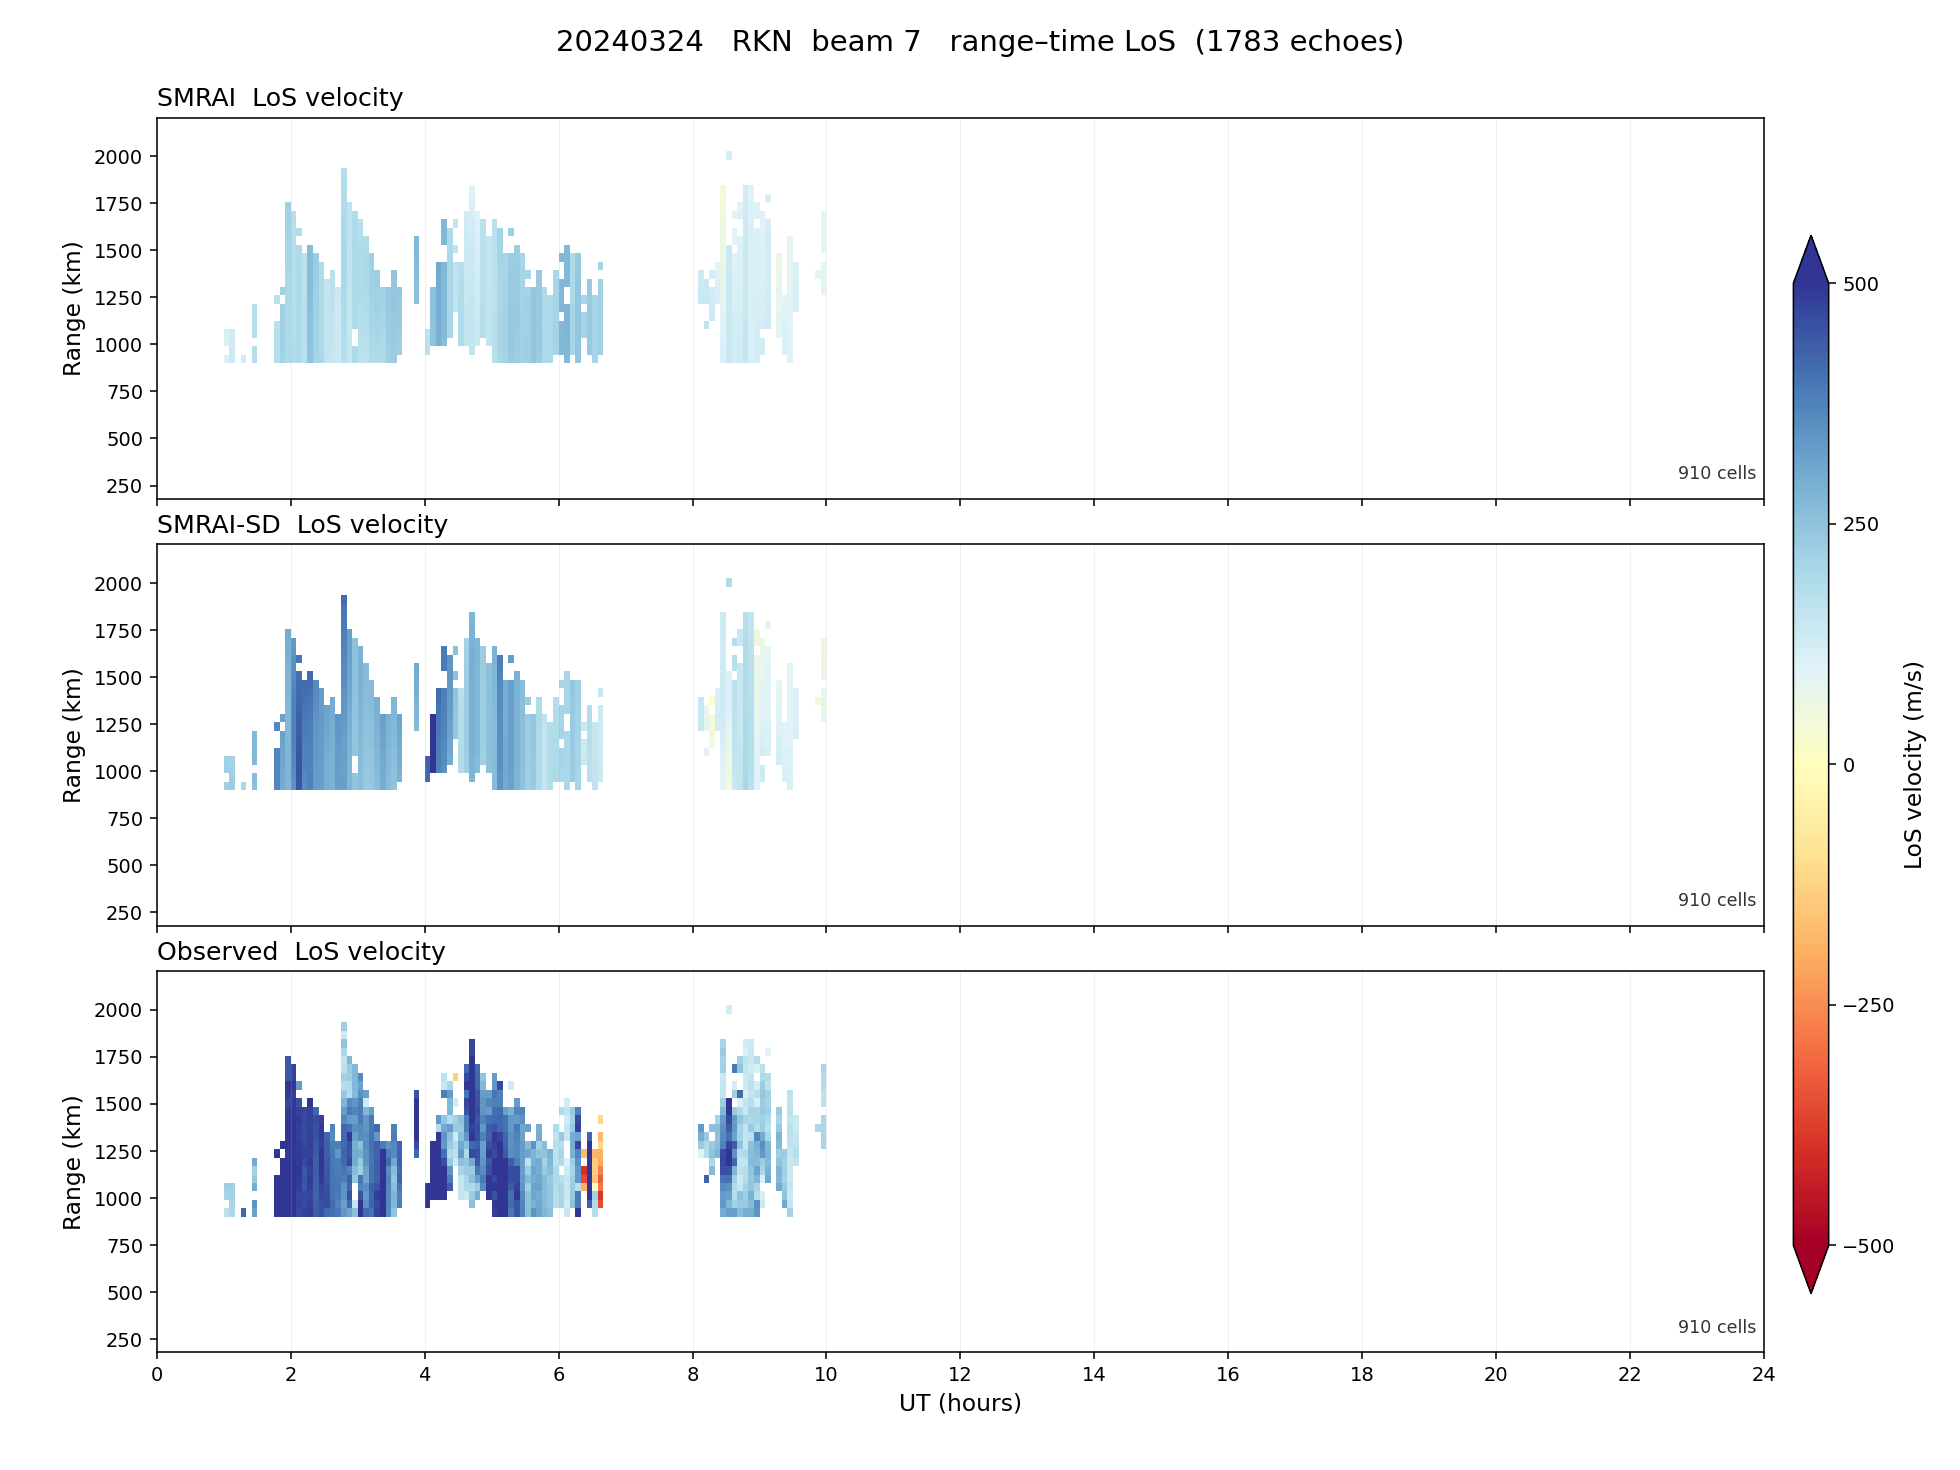 20240324   RKN  beam 7   range–time LoS  (1783 echoes)
SMRAI  LoS velocity
2000
1750
1500
1250
1000
750
500
250
Range (km)
910 cells
SMRAI-SD  LoS velocity
2000
1750
1500
1250
1000
750
500
250
Range (km)
910 cells
Observed  LoS velocity
2000
1750
1500
1250
1000
750
500
250
Range (km)
910 cells
0 2 4 6 8 10 12 14 16 18 20 22 24
UT (hours)
500
250
0
−250
−500
LoS velocity (m/s)